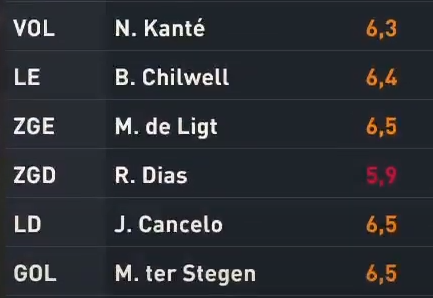 VOL N. Kanté 6,3
LE B. Chilwell 6,4
ZGE M. de Ligt 6,5
ZGD R. Dias 5,9
LD J. Cancelo 6,5
GOL M. ter Stegen 6,5